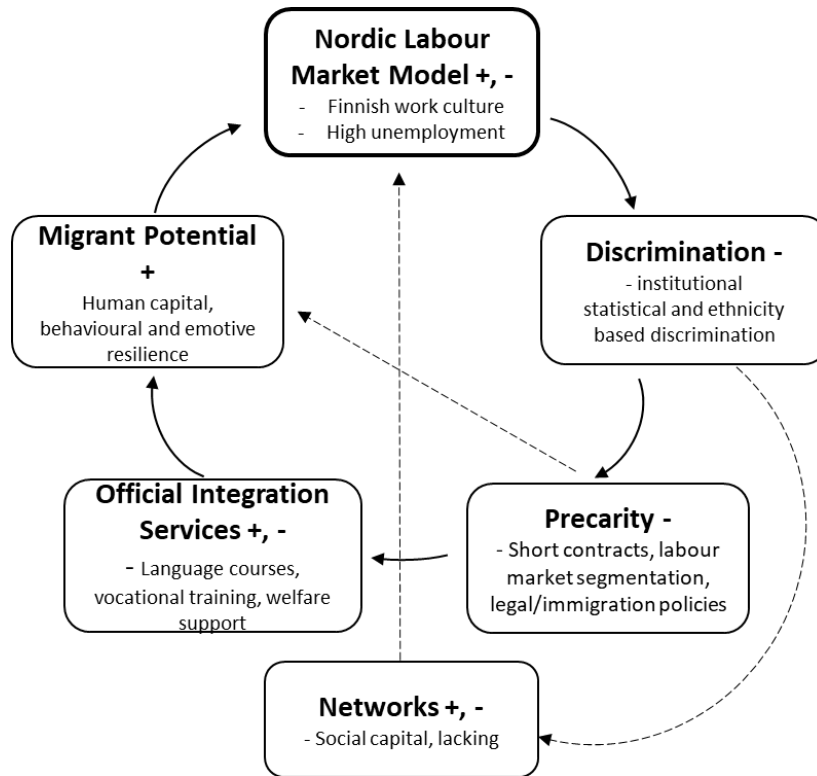 Nordic Labour
Market Model +, -
- Finnish work culture
- High unemployment
Migrant Potential
+
Human capital,
behavioural and emotive
resilience
Discrimination -
- institutional
statistical and ethnicity
based discrimination
Official Integration
Services +, -
- Language courses,
vocational training, welfare
support
Precarity -
- Short contracts, labour
market segmentation,
legal/immigration policies
Networks +, -
- Social capital, lacking